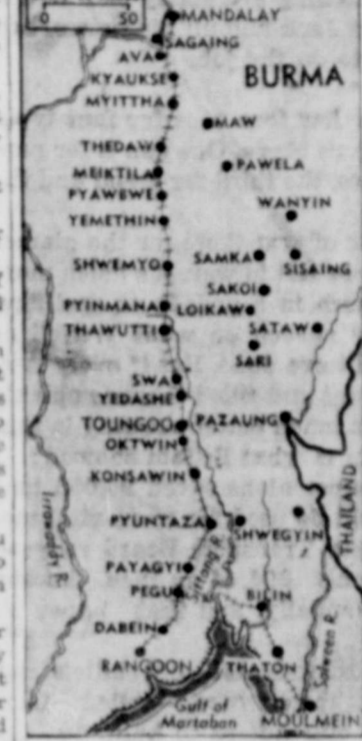 0 50
MANDALAY
SAGAING
AVA
KYAUKSE
BURMA
MYITTHA
MAW
THEDAW
PAWELA
MEIKTILA
PYAWBWE
WANYIN
YEMETHIN
SHWEMYO
SAMKA
SISAING
SAKOI
PYINMANA
LOIKAW
THAWUTTI
SATAW
SARI
SWA
YEDASHE
TOUNGOO
PAZAUNG
OKTWIN
KONSAWIN
THAILAND
PYUNTAZA
SHWEGYIN
Irrawaddy R.
Sittang R.
PAYAGYI
PEGU
BILIN
DABEIN
Salween R.
RANGOON
THATON
Gulf of
Martaban
MOULMEIN